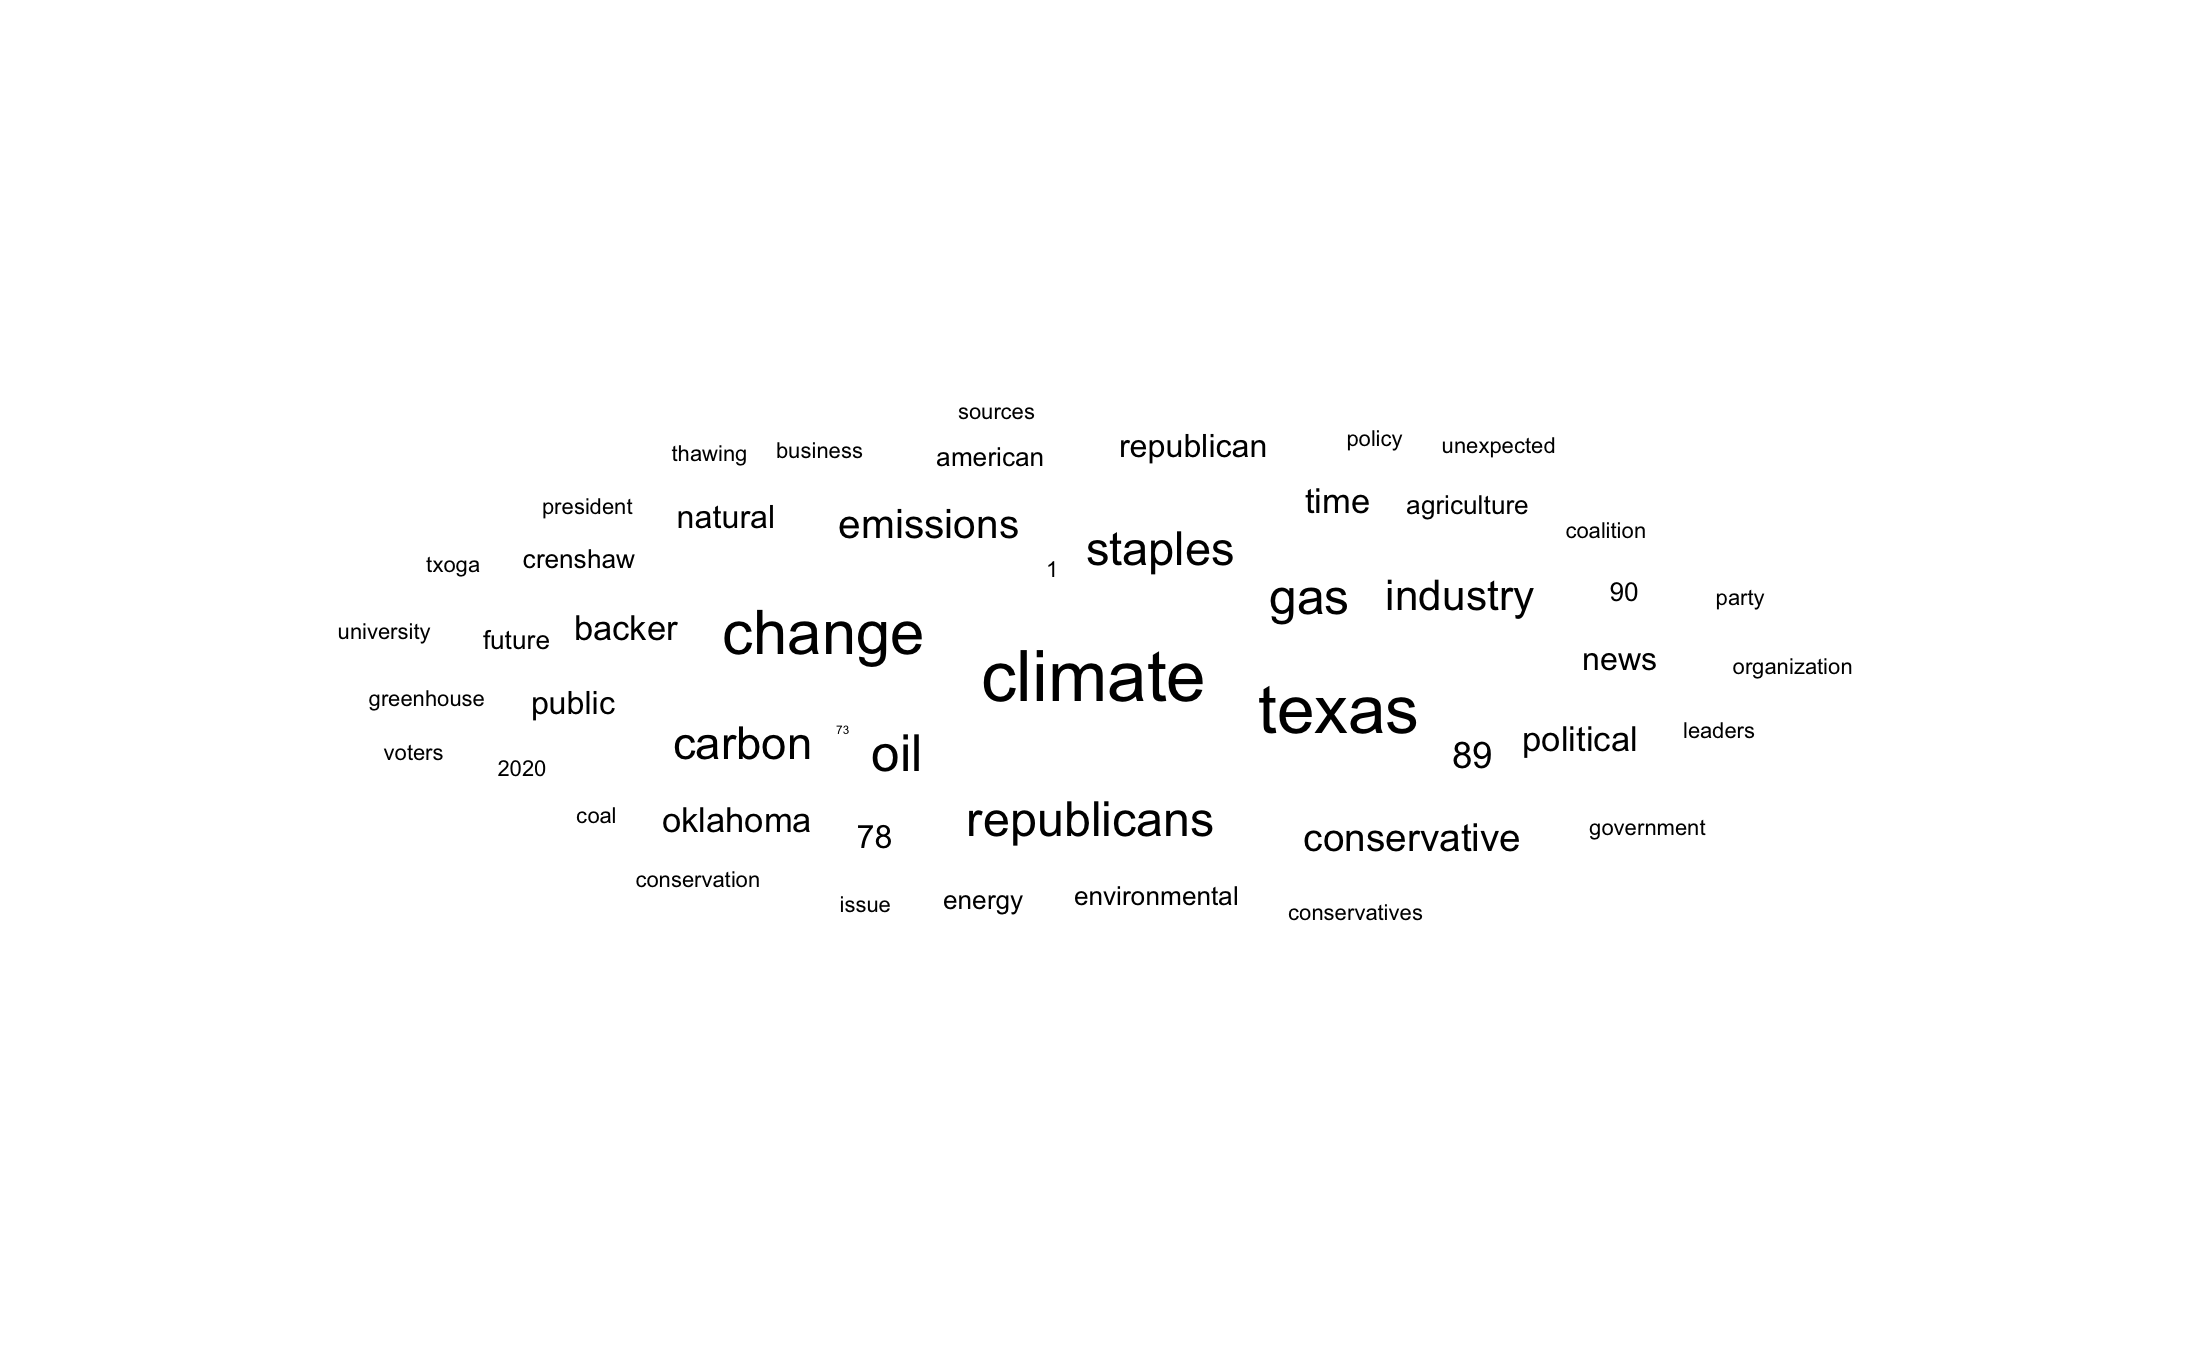 sources
thawing business american republican policy unexpected
president natural emissions time agriculture
txoga crenshaw 1 staples coalition
university future backer change gas industry 90 party
greenhouse public climate texas news organization
voters 2020 carbon 73 oil 89 political leaders
coal oklahoma 78 republicans conservative government
conservation issue energy environmental conservatives